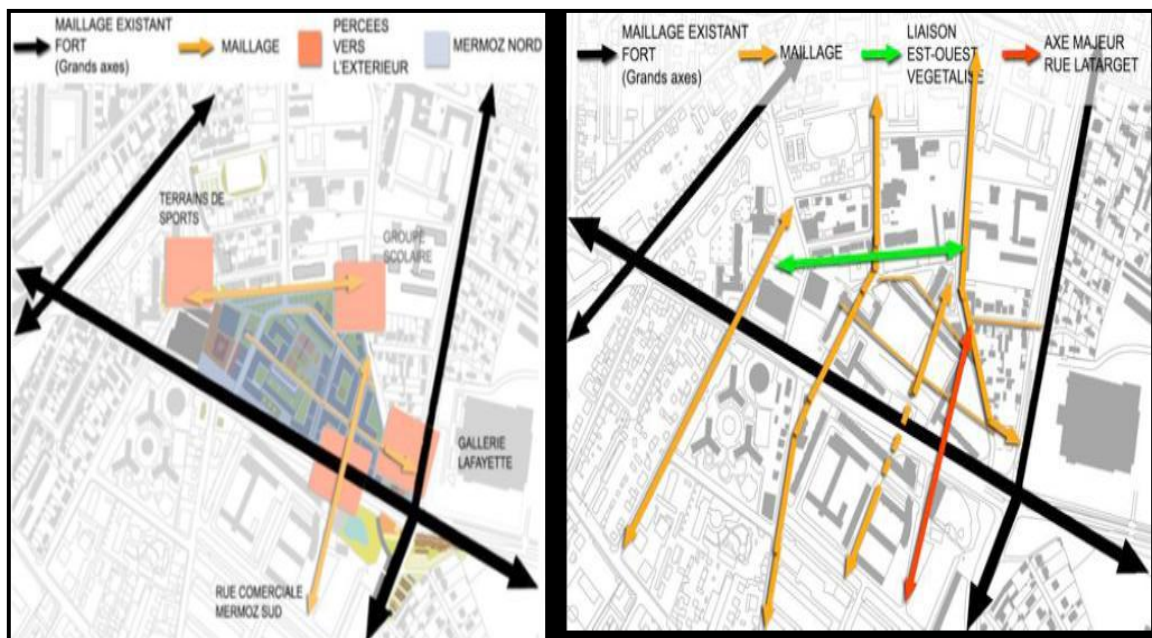 MAILLAGE EXISTANT
FORT
(Grands axes)
MAILLAGE
PERCEES
VERS
L'EXTERIEUR
MERMOZ NORD
TERRAINS DE
SPORTS
GROUPE
SCOLAIRE
GALLERIE
LAFAYETTE
RUE COMERCIALE
MERMOZ SUD
MAILLAGE EXISTANT
FORT
(Grands axes)
MAILLAGE
LIAISON
EST-OUEST
VEGETALISE
AXE MAJEUR
RUE LATARGET